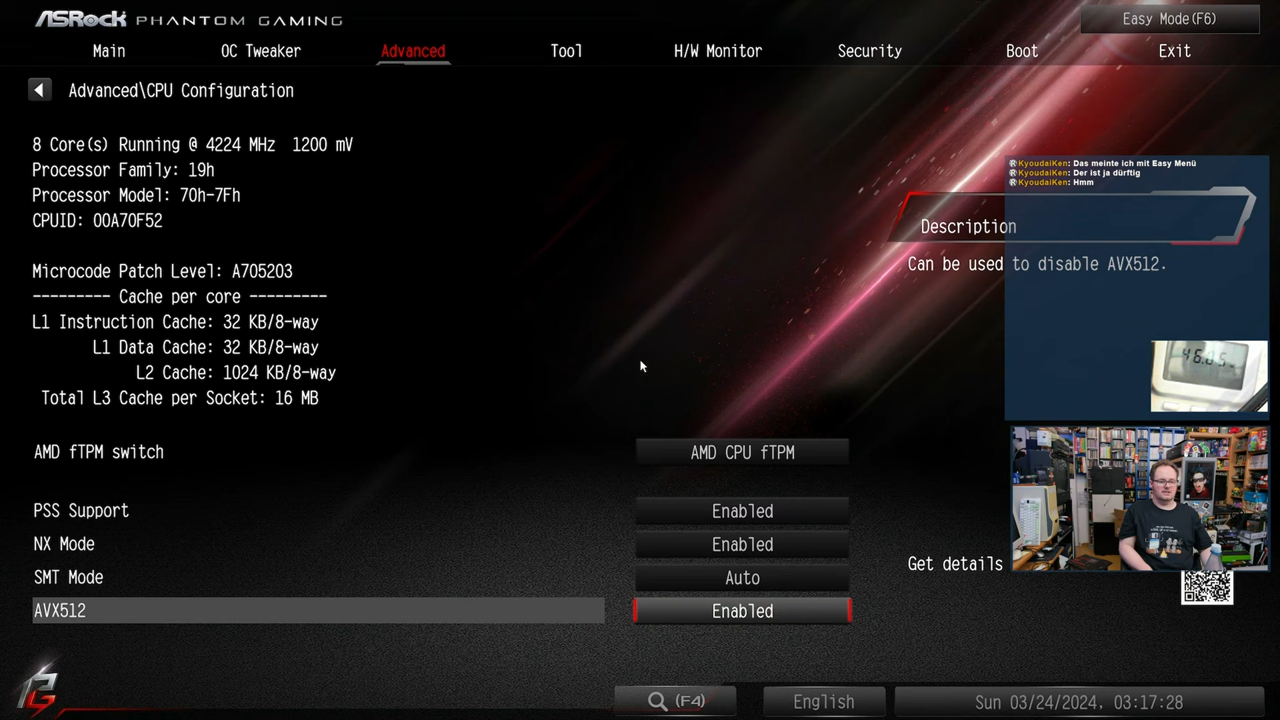 ASRock PHANTOM GAMING
Easy Mode(F6)
Main
OC Tweaker
Advanced
Tool
H/W Monitor
Security
Boot
Exit
Advanced\CPU Configuration
8 Core(s) Running @ 4224 MHz 1200 mV
Processor Family: 19h
Processor Model: 70h-7Fh
CPUID: 00A70F52
Microcode Patch Level: A705203
--------- Cache per core ---------
L1 Instruction Cache: 32 KB/8-way
L1 Data Cache: 32 KB/8-way
L2 Cache: 1024 KB/8-way
Total L3 Cache per Socket: 16 MB
AMD fTPM switch
AMD CPU fTPM
PSS Support
Enabled
NX Mode
Enabled
SMT Mode
Auto
AVX512
Enabled
KyoudaiKen: Das meinte ich mit Easy Menü
KyoudaiKen: Der ist ja dürftig
KyoudaiKen: Hmm
Description
Can be used to disable AVX512.
Get details
(F4)
English
Sun 03/24/2024, 03:17:28